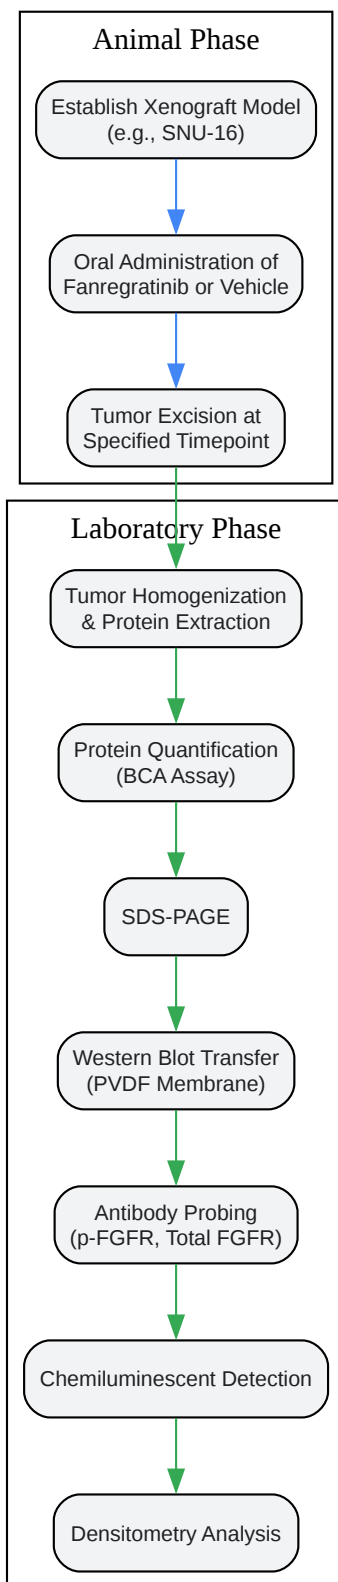 Animal Phase
Establish Xenograft Model
(e.g., SNU-16)
Oral Administration of
Fanregratinib or Vehicle
Tumor Excision at
Specified Timepoint
Laboratory Phase
Tumor Homogenization
& Protein Extraction
Protein Quantification
(BCA Assay)
SDS-PAGE
Western Blot Transfer
(PVDF Membrane)
Antibody Probing
(p-FGFR, Total FGFR)
Chemiluminescent Detection
Densitometry Analysis